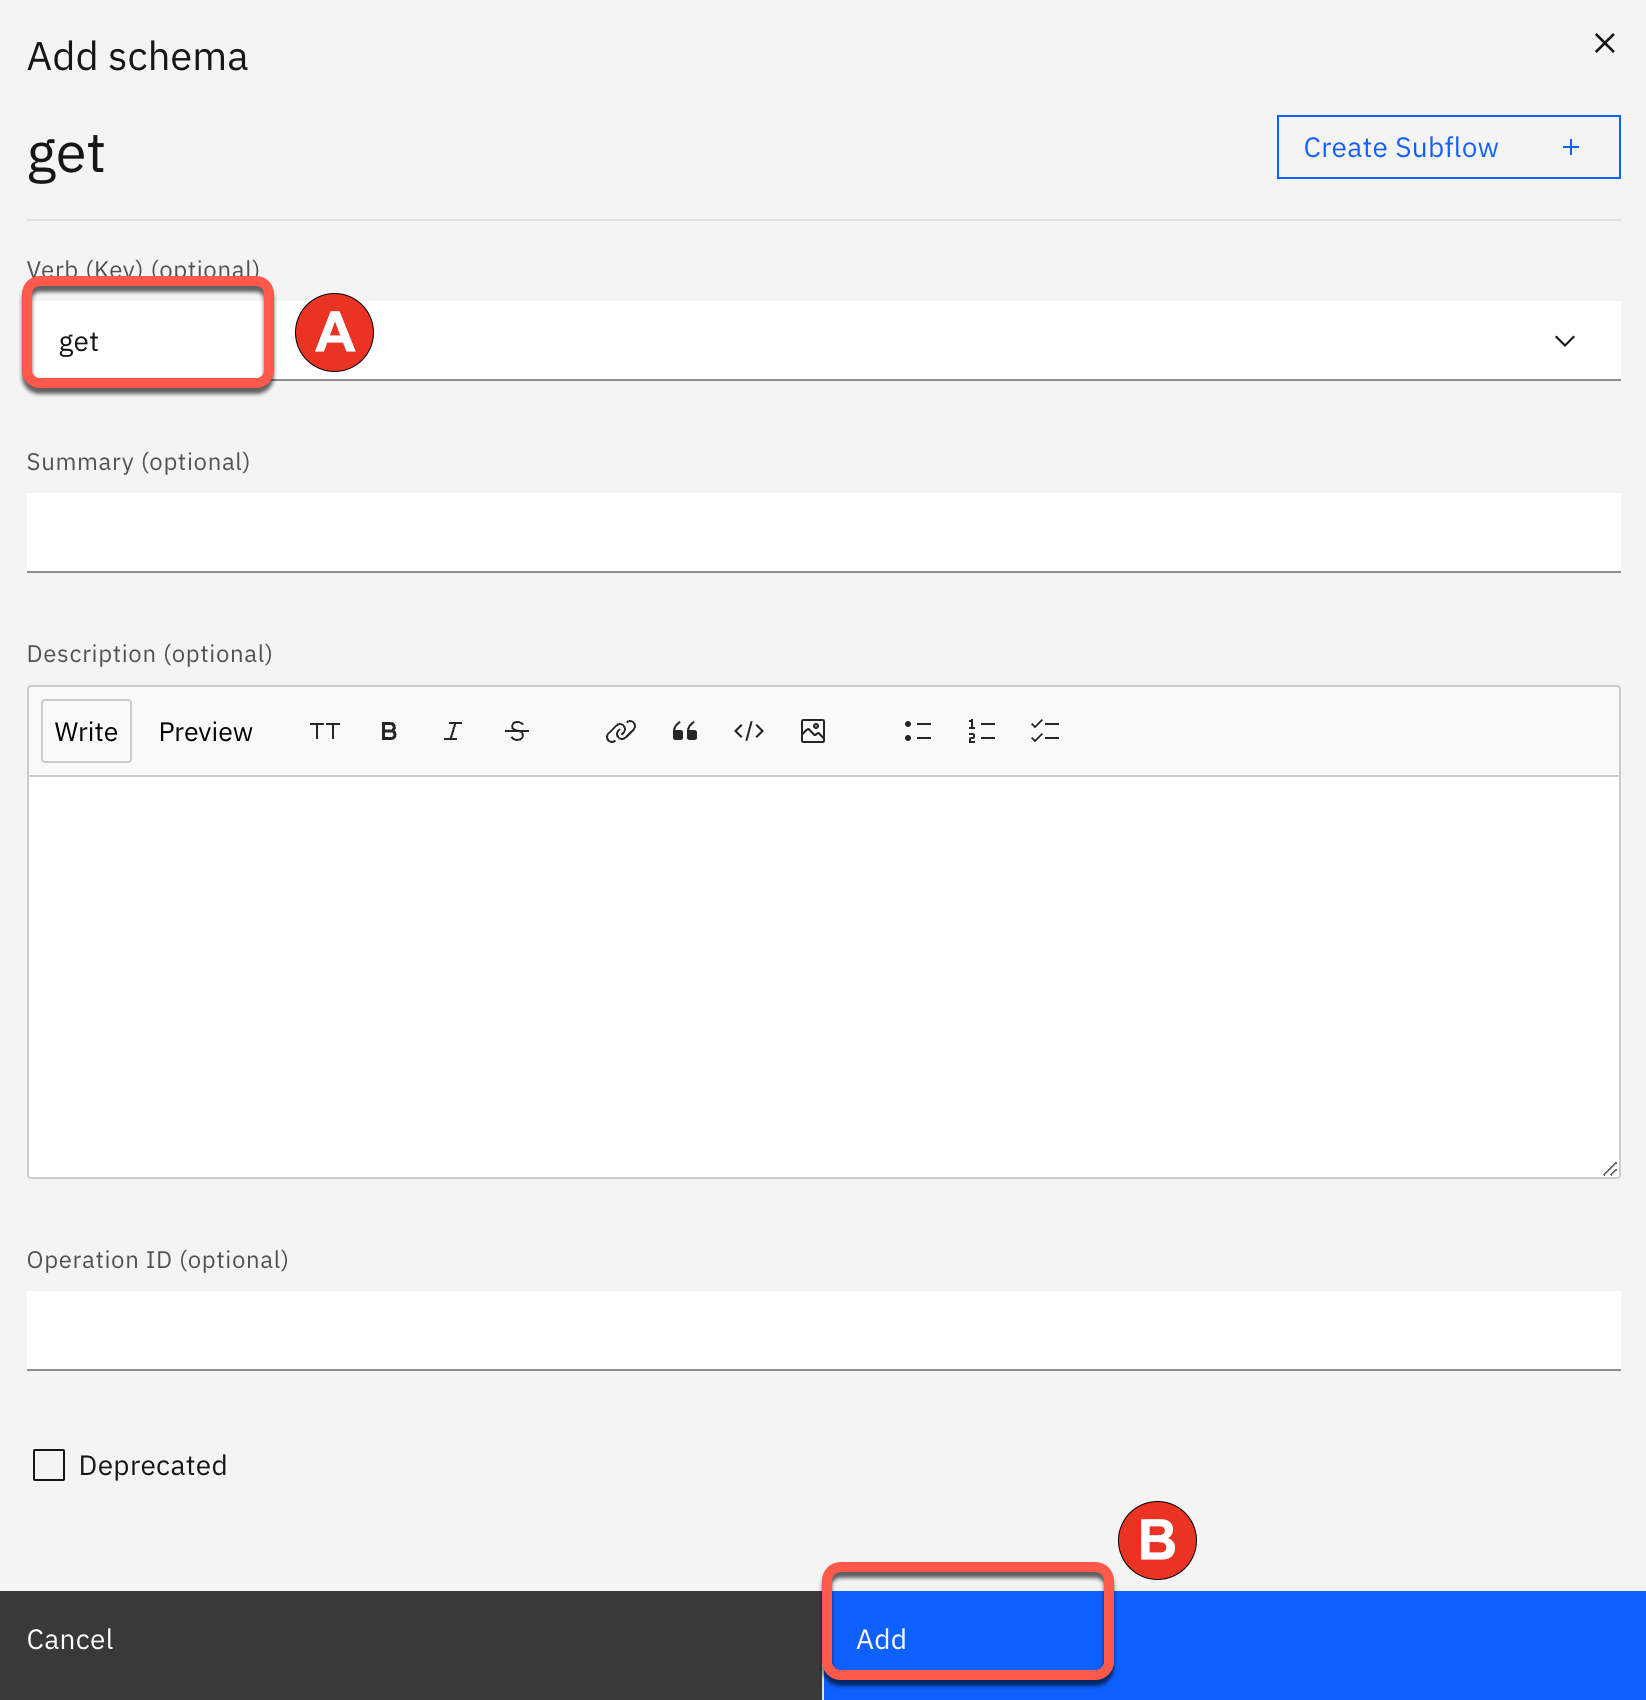 Add schema
get
Create Subflow +
Verb (Key) (optional)
get
A
Summary (optional)
Description (optional)
Write Preview TT B I S
Operation ID (optional)
Deprecated
B
Cancel
Add